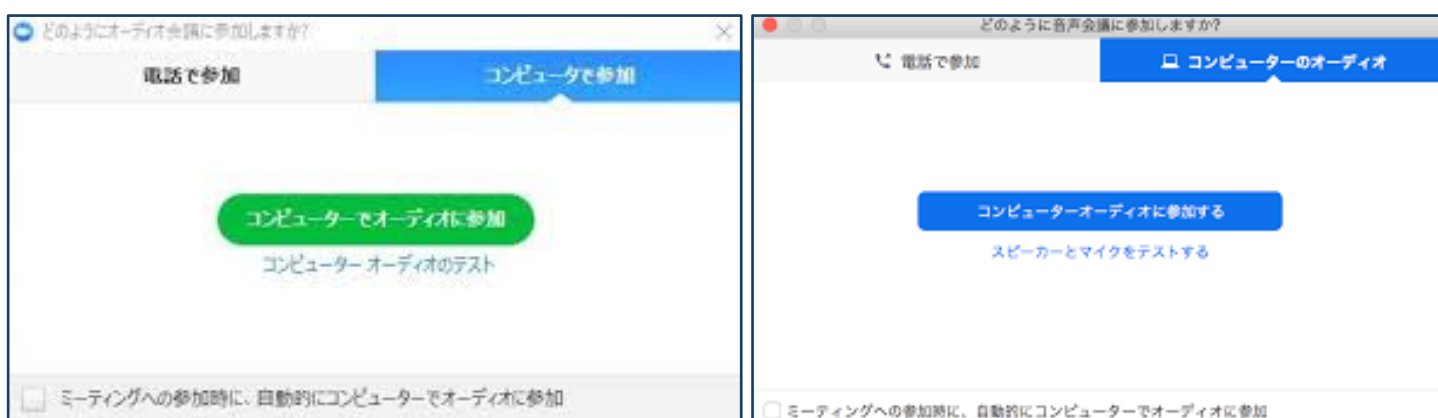 どのようにオーディオ会議に参加しますか?
電話で参加
コンピュータで参加
コンピューターでオーディオに参加
コンピューター オーディオのテスト
ミーティングへの参加時に、自動的にコンピューターでオーディオに参加
どのように音声会議に参加しますか?
電話で参加
コンピューターのオーディオ
コンピューターオーディオに参加する
スピーカーとマイクをテストする
ミーティングへの参加時に、自動的にコンピューターでオーディオに参加